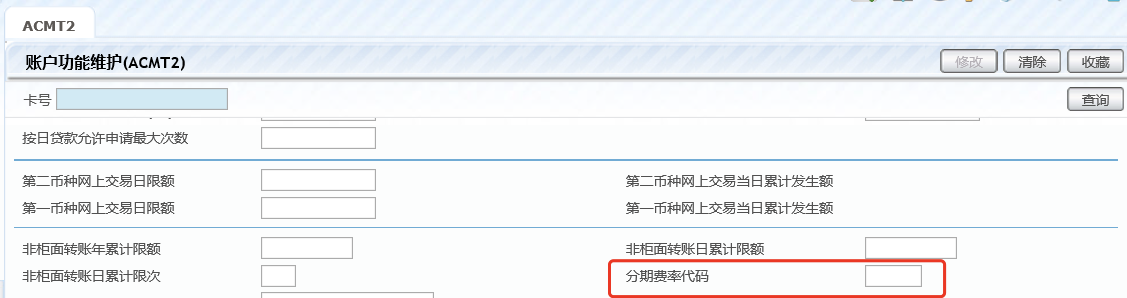 ACMT2
账户功能维护(ACMT2) 修改 清除 收藏
卡号 查询
按日贷款允许申请最大次数
第二币种网上交易日限额 第二币种网上交易当日累计发生额
第一币种网上交易日限额 第一币种网上交易当日累计发生额
非柜面转账年累计限额 非柜面转账日累计限额
非柜面转账日累计限次 分期费率代码